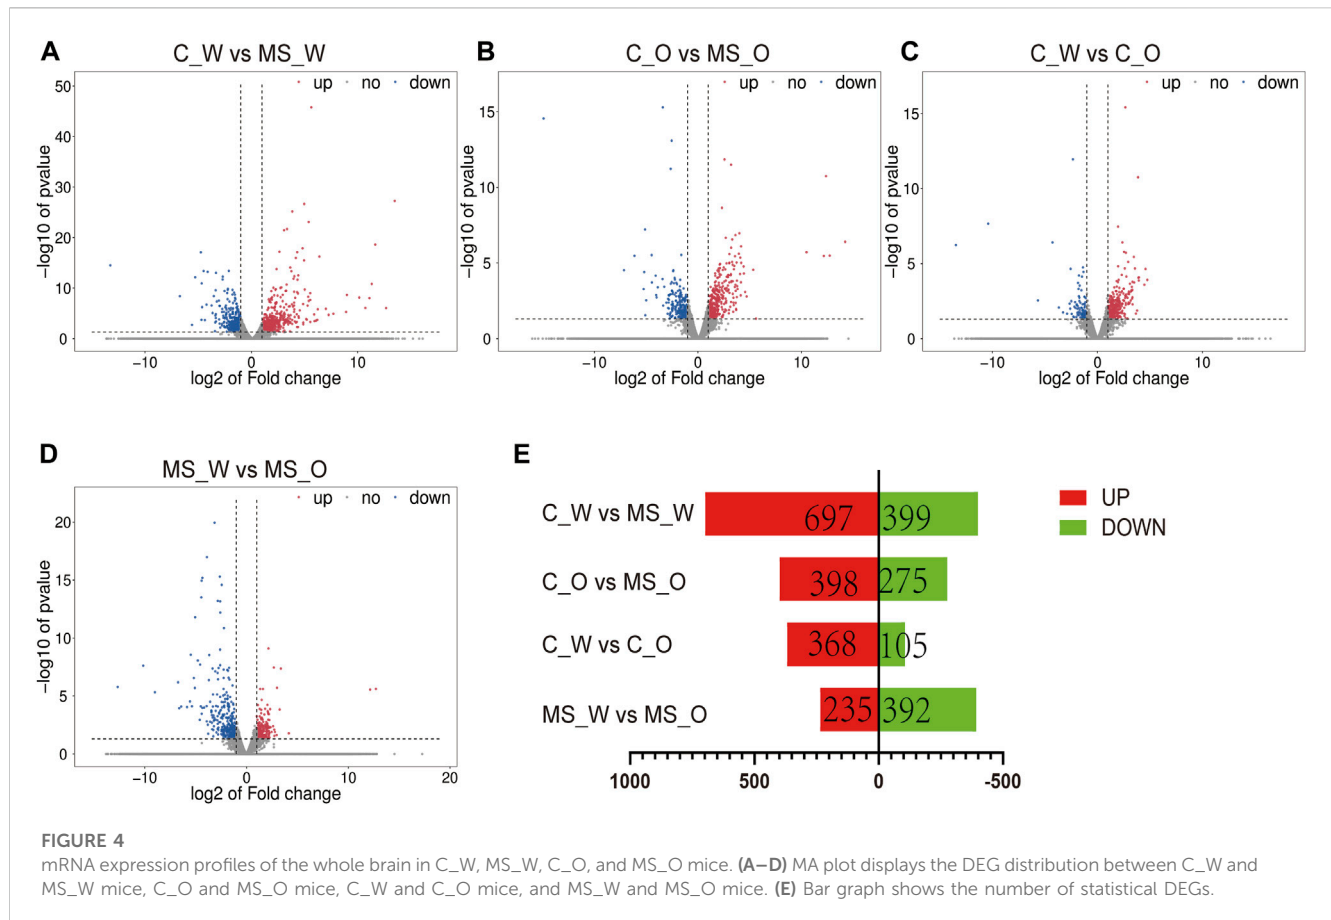 A
C_W vs MS_W
up no down
50
40
30
20
10
0
−log10 of pvalue
−10 0 10
log2 of Fold change
B
C_O vs MS_O
up no down
15
10
5
0
−log10 of pvalue
−10 0 10
log2 of Fold change
C
C_W vs C_O
up no down
15
10
5
0
−log10 of pvalue
−10 0 10
log2 of Fold change
D
MS_W vs MS_O
up no down
20
15
10
5
0
−log10 of pvalue
−10 0 10 20
log2 of Fold change
E
C_W vs MS_W 697 399
C_O vs MS_O 398 275
C_W vs C_O 368 105
MS_W vs MS_O 235 392
1000 500 0 -500
UP
DOWN
FIGURE 4
mRNA expression profiles of the whole brain in C_W, MS_W, C_O, and MS_O mice. (A–D) MA plot displays the DEG distribution between C_W and
MS_W mice, C_O and MS_O mice, C_W and C_O mice, and MS_W and MS_O mice. (E) Bar graph shows the number of statistical DEGs.